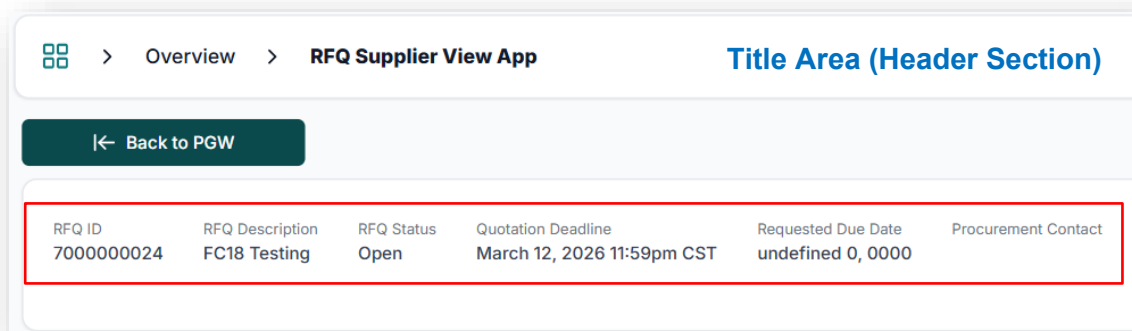 Overview > RFQ Supplier View App
Title Area (Header Section)
Back to PGW
RFQ ID RFQ Description RFQ Status Quotation Deadline Requested Due Date Procurement Contact
7000000024 FC18 Testing Open March 12, 2026 11:59pm CST undefined 0, 0000